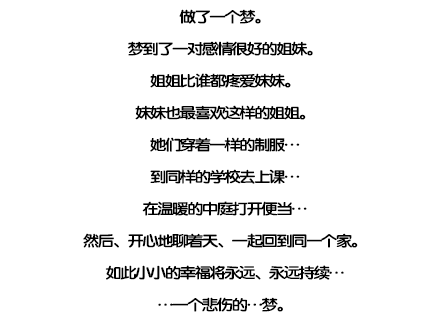 做了一个梦。
梦到了一对感情很好的姐妹。
姐姐比谁都疼爱妹妹。
妹妹也最喜欢这样的姐姐。
她们穿着一样的制服…
到同样的学校去上课…
在温暖的中庭打开便当…
然后、开心地聊着天、一起回到同一个家。
如此小小的幸福将永远、永远持续…
…一个悲伤的…梦。